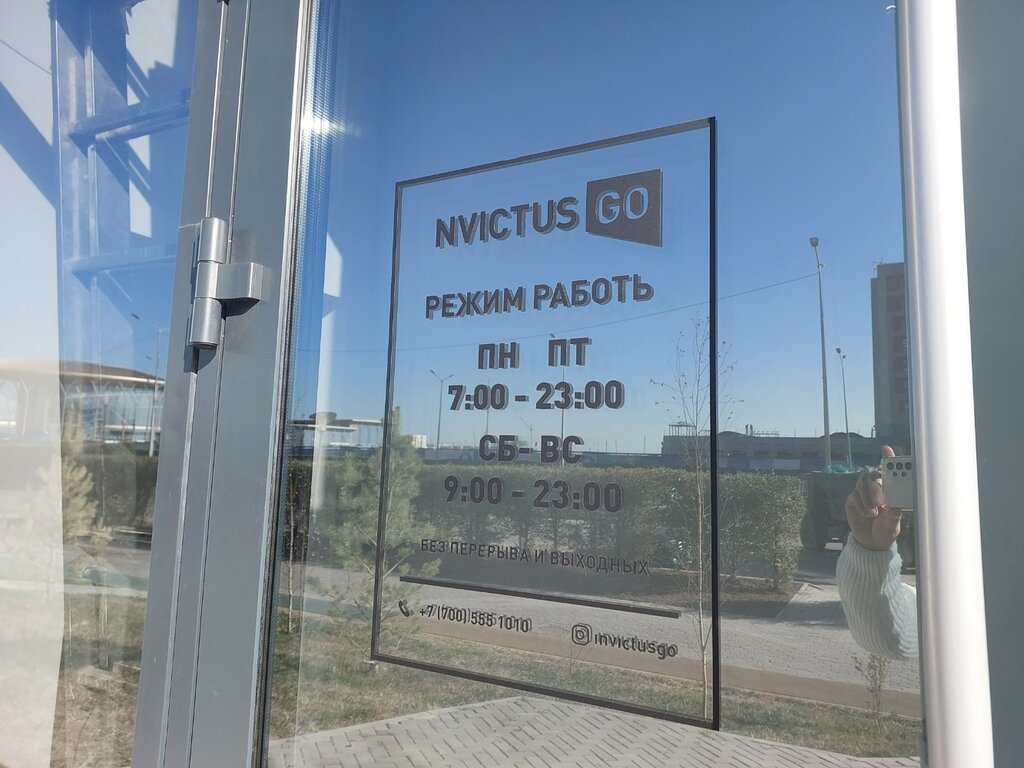 NVICTUS GO
РЕЖИМ РАБОТЬ
ПН ПТ
7:00 - 23:00
СБ- ВС
9:00 - 23:00
БЕЗ ПЕРЕРЫВА И ВЫХОДНЫХ
+7 (700) 555 1010
invictusgo